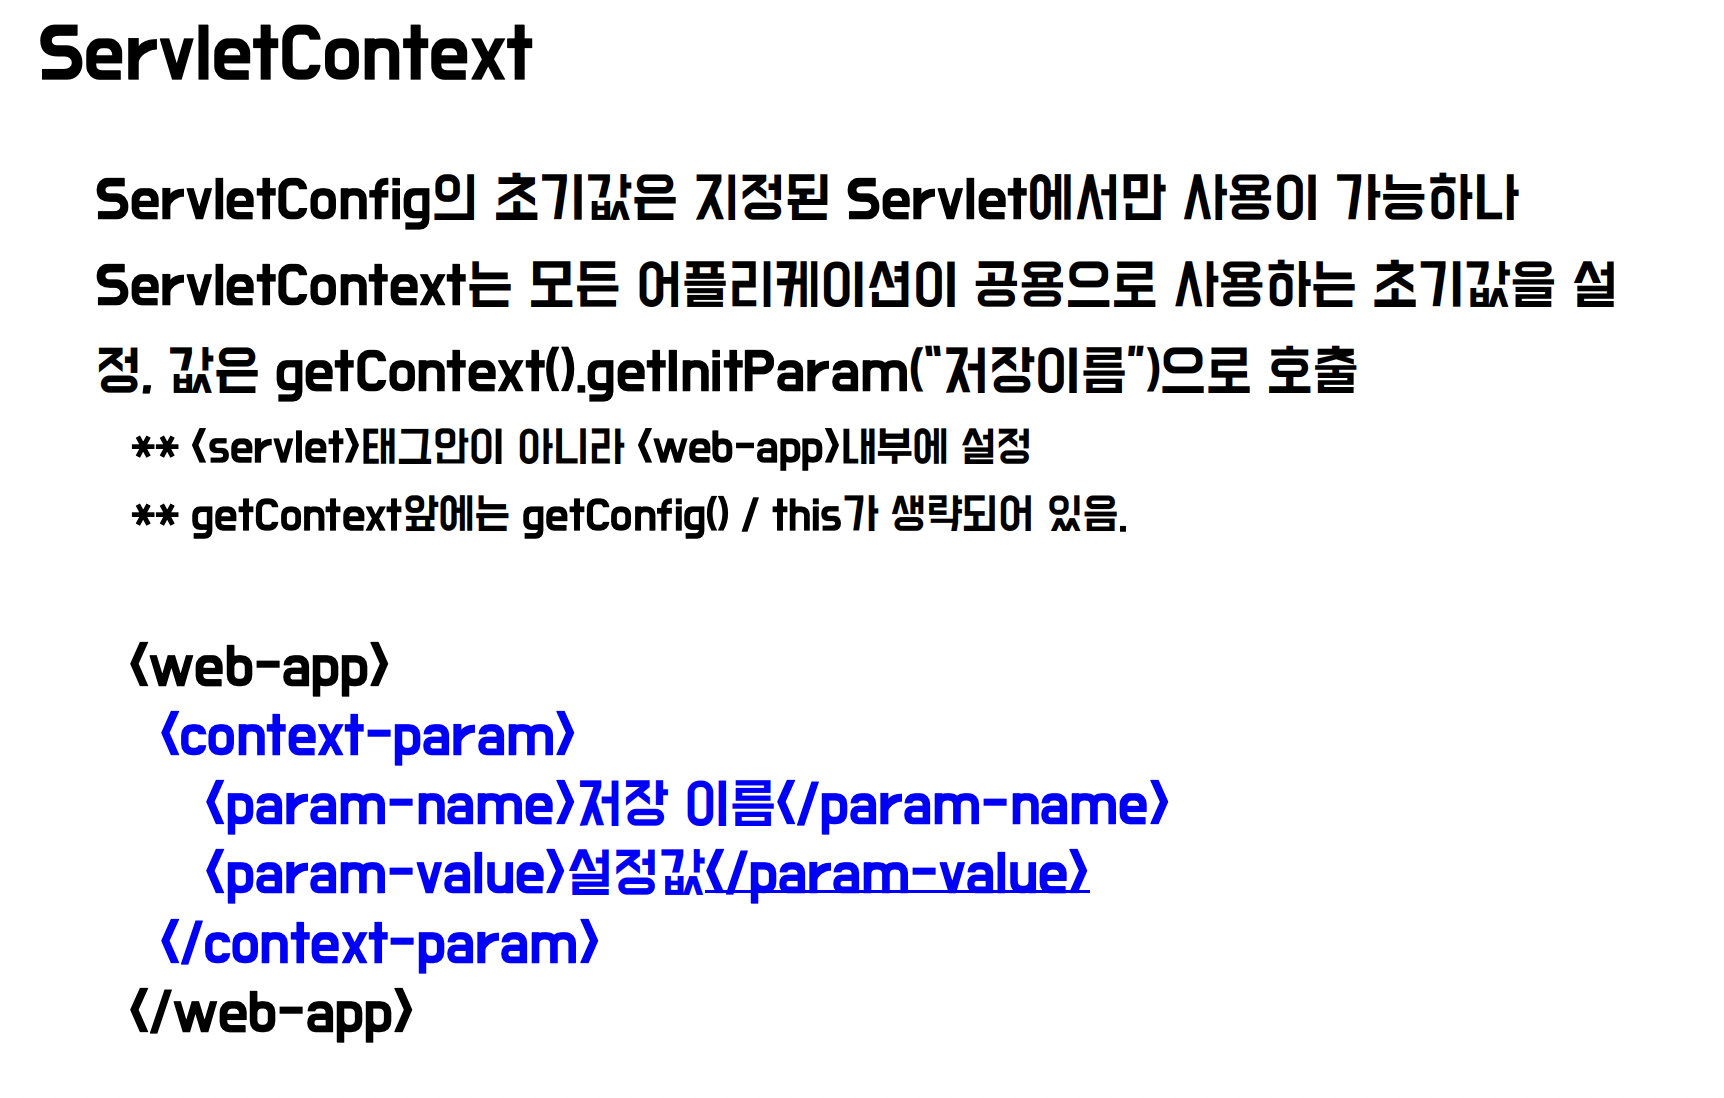 ServletContext
ServletConfig의 초기값은 지정된 Servlet에서만 사용이 가능하나
ServletContext는 모든 어플리케이션이 공용으로 사용하는 초기값을 설
정, 값은 getContext().getInitParam(“저장이름”)으로 호출
** <servlet>태그안이 아니라 <web-app>내부에 설정
** getContext앞에는 getConfig() / this가 생략되어 있음.
<web-app>
<context-param>
<param-name>저장 이름</param-name>
<param-value>설정값</param-value>
</context-param>
</web-app>